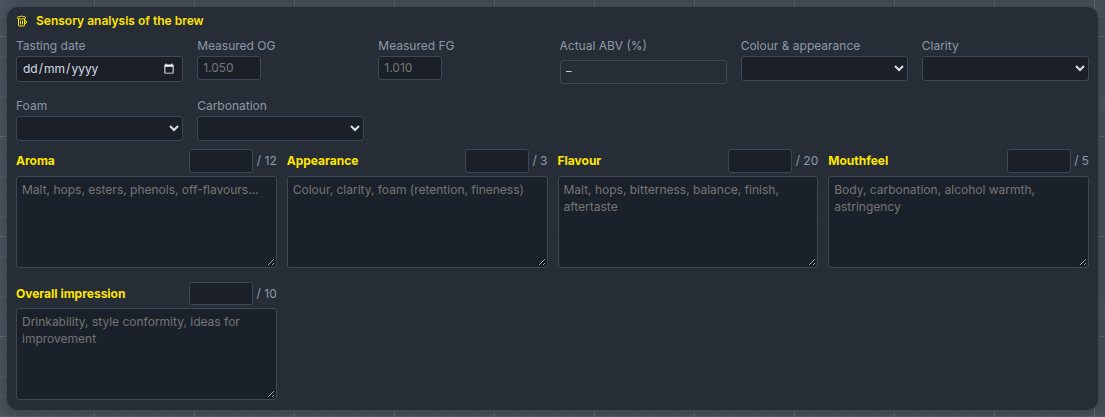 Sensory analysis of the brew
Tasting date
Measured OG
Measured FG
Actual ABV (%)
Colour & appearance
Clarity
dd/mm/yyyy
1.050
1.010
–
Foam
Carbonation
Aroma / 12
Appearance / 3
Flavour / 20
Mouthfeel / 5
Malt, hops, esters, phenols, off-flavours...
Colour, clarity, foam (retention, fineness)
Malt, hops, bitterness, balance, finish,
aftertaste
Body, carbonation, alcohol warmth,
astringency
Overall impression / 10
Drinkability, style conformity, ideas for
improvement